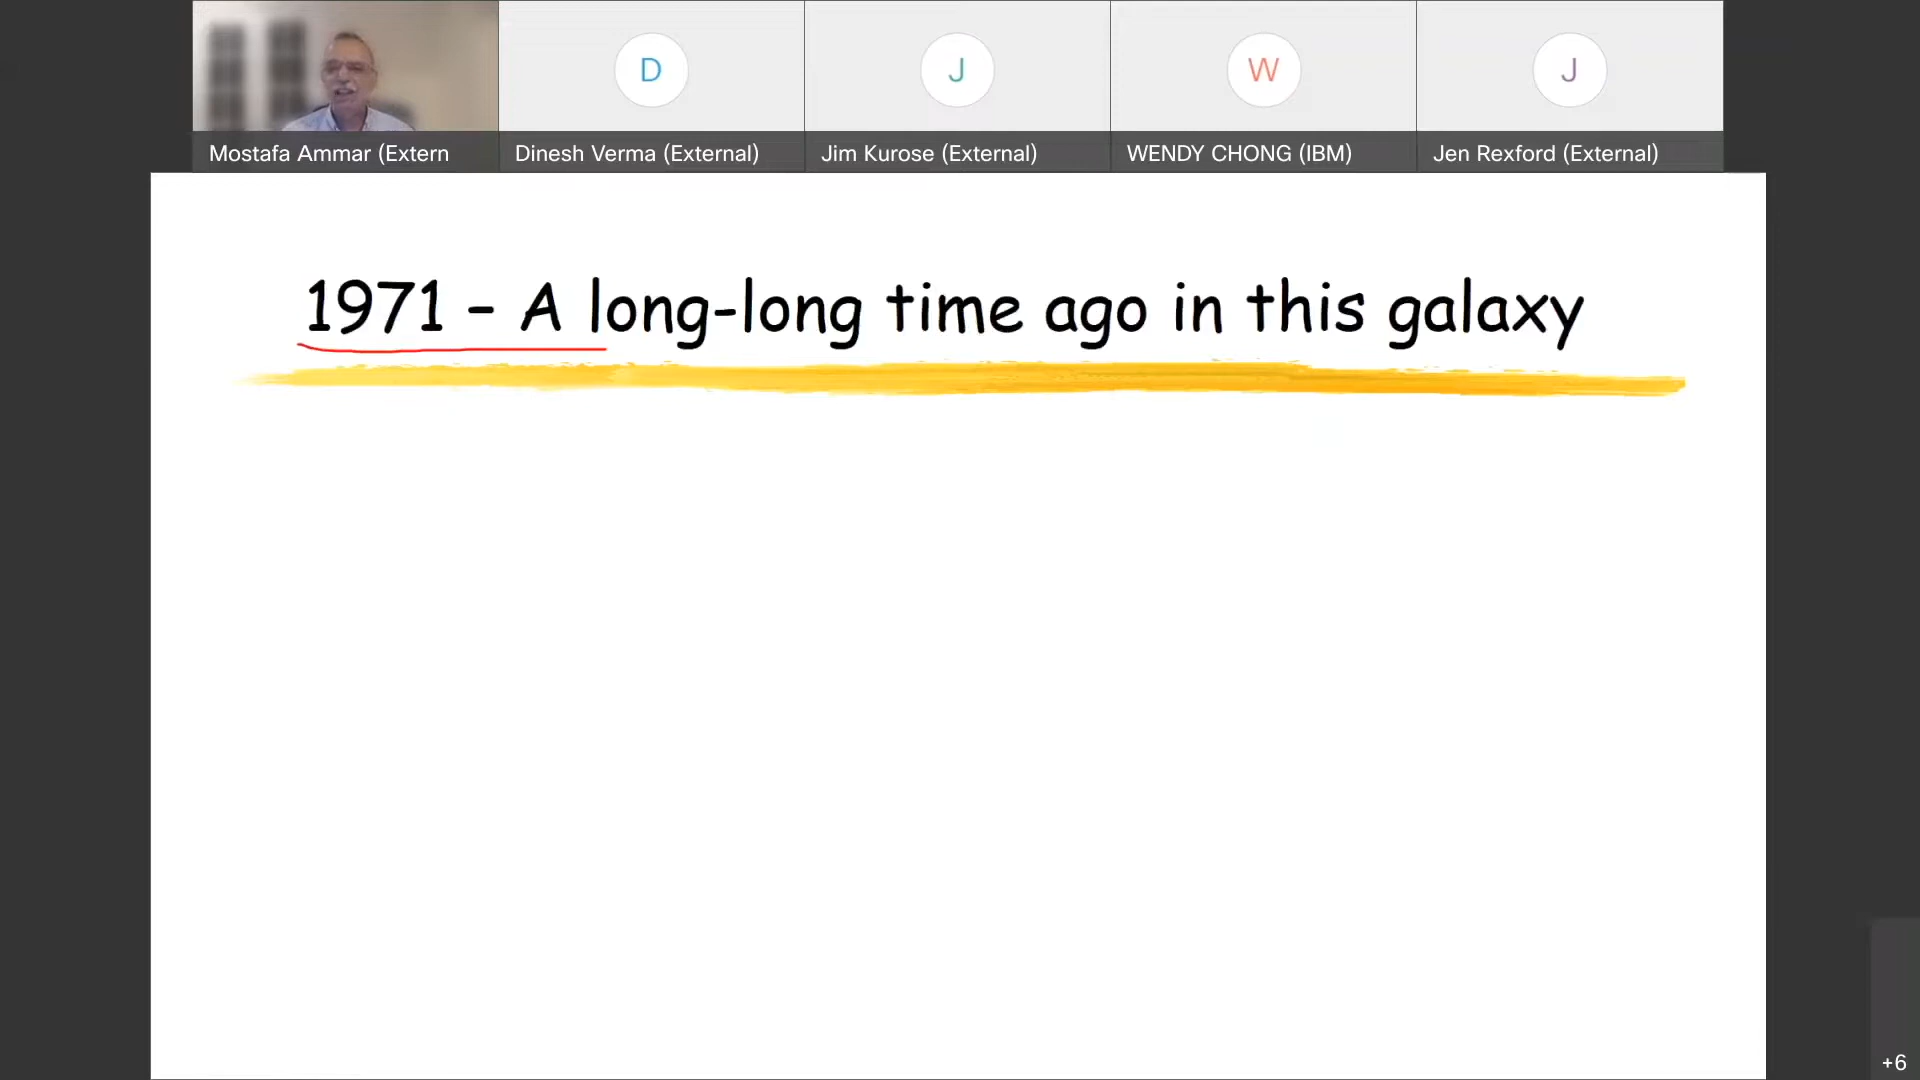 D
J
W
J
Mostafa Ammar (Extern
Dinesh Verma (External)
Jim Kurose (External)
WENDY CHONG (IBM)
Jen Rexford (External)
1971 – A long-long time ago in this galaxy
+6